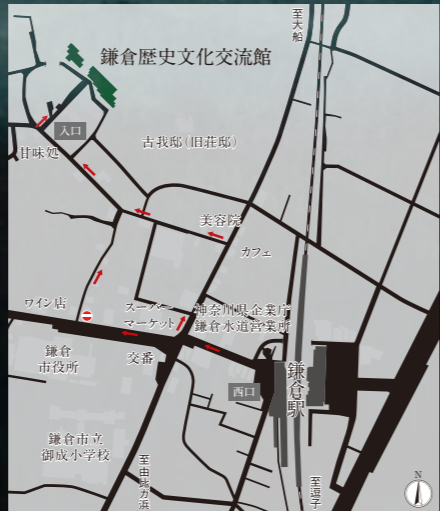 至大船
鎌倉歴史文化交流館
入口
古我邸（旧荘邸）
甘味処
美容院
カフェ
ワイン店
スーパー
マーケット
神奈川県企業庁
鎌倉水道営業所
鎌倉
市役所
交番
西口
鎌倉駅
鎌倉市立
御成小学校
至由比ガ浜
至逗子
N